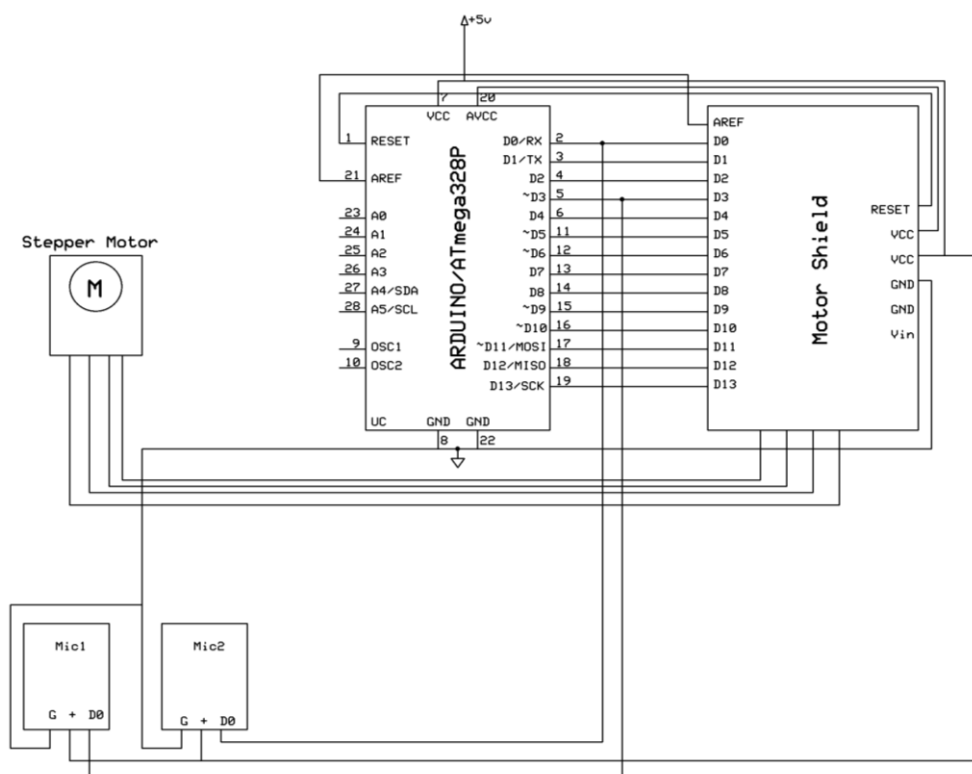 +5v
7 20
VCC AVCC
1 RESET
21 AREF
23 A0
24 A1
25 A2
26 A3
27 A4/SDA
28 A5/SCL
9 OSC1
10 OSC2
UC
GND GND
8 22
ARDUINO/ATmega328P
D0/RX 2
D1/TX 3
D2 4
~D3 5
D4 6
~D5 11
~D6 12
D7 13
D8 14
~D9 15
~D10 16
~D11/MOSI 17
D12/MISO 18
D13/SCK 19
AREF
D0
D1
D2
D3
D4
D5
D6
D7
D8
D9
D10
D11
D12
D13
Motor Shield
RESET
VCC
VCC
GND
GND
Vin
Stepper Motor
M
Mic1
G + D0
Mic2
G + D0